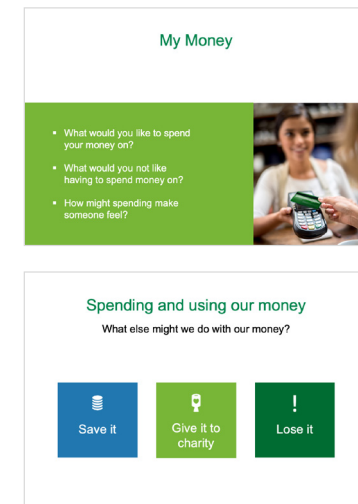 My Money
▪ What would you like to spend
your money on?
▪ What would you not like
having to spend money on?
▪ How might spending make
someone feel?
Spending and using our money
What else might we do with our money?
Save it
Give it to
charity
!
Lose it